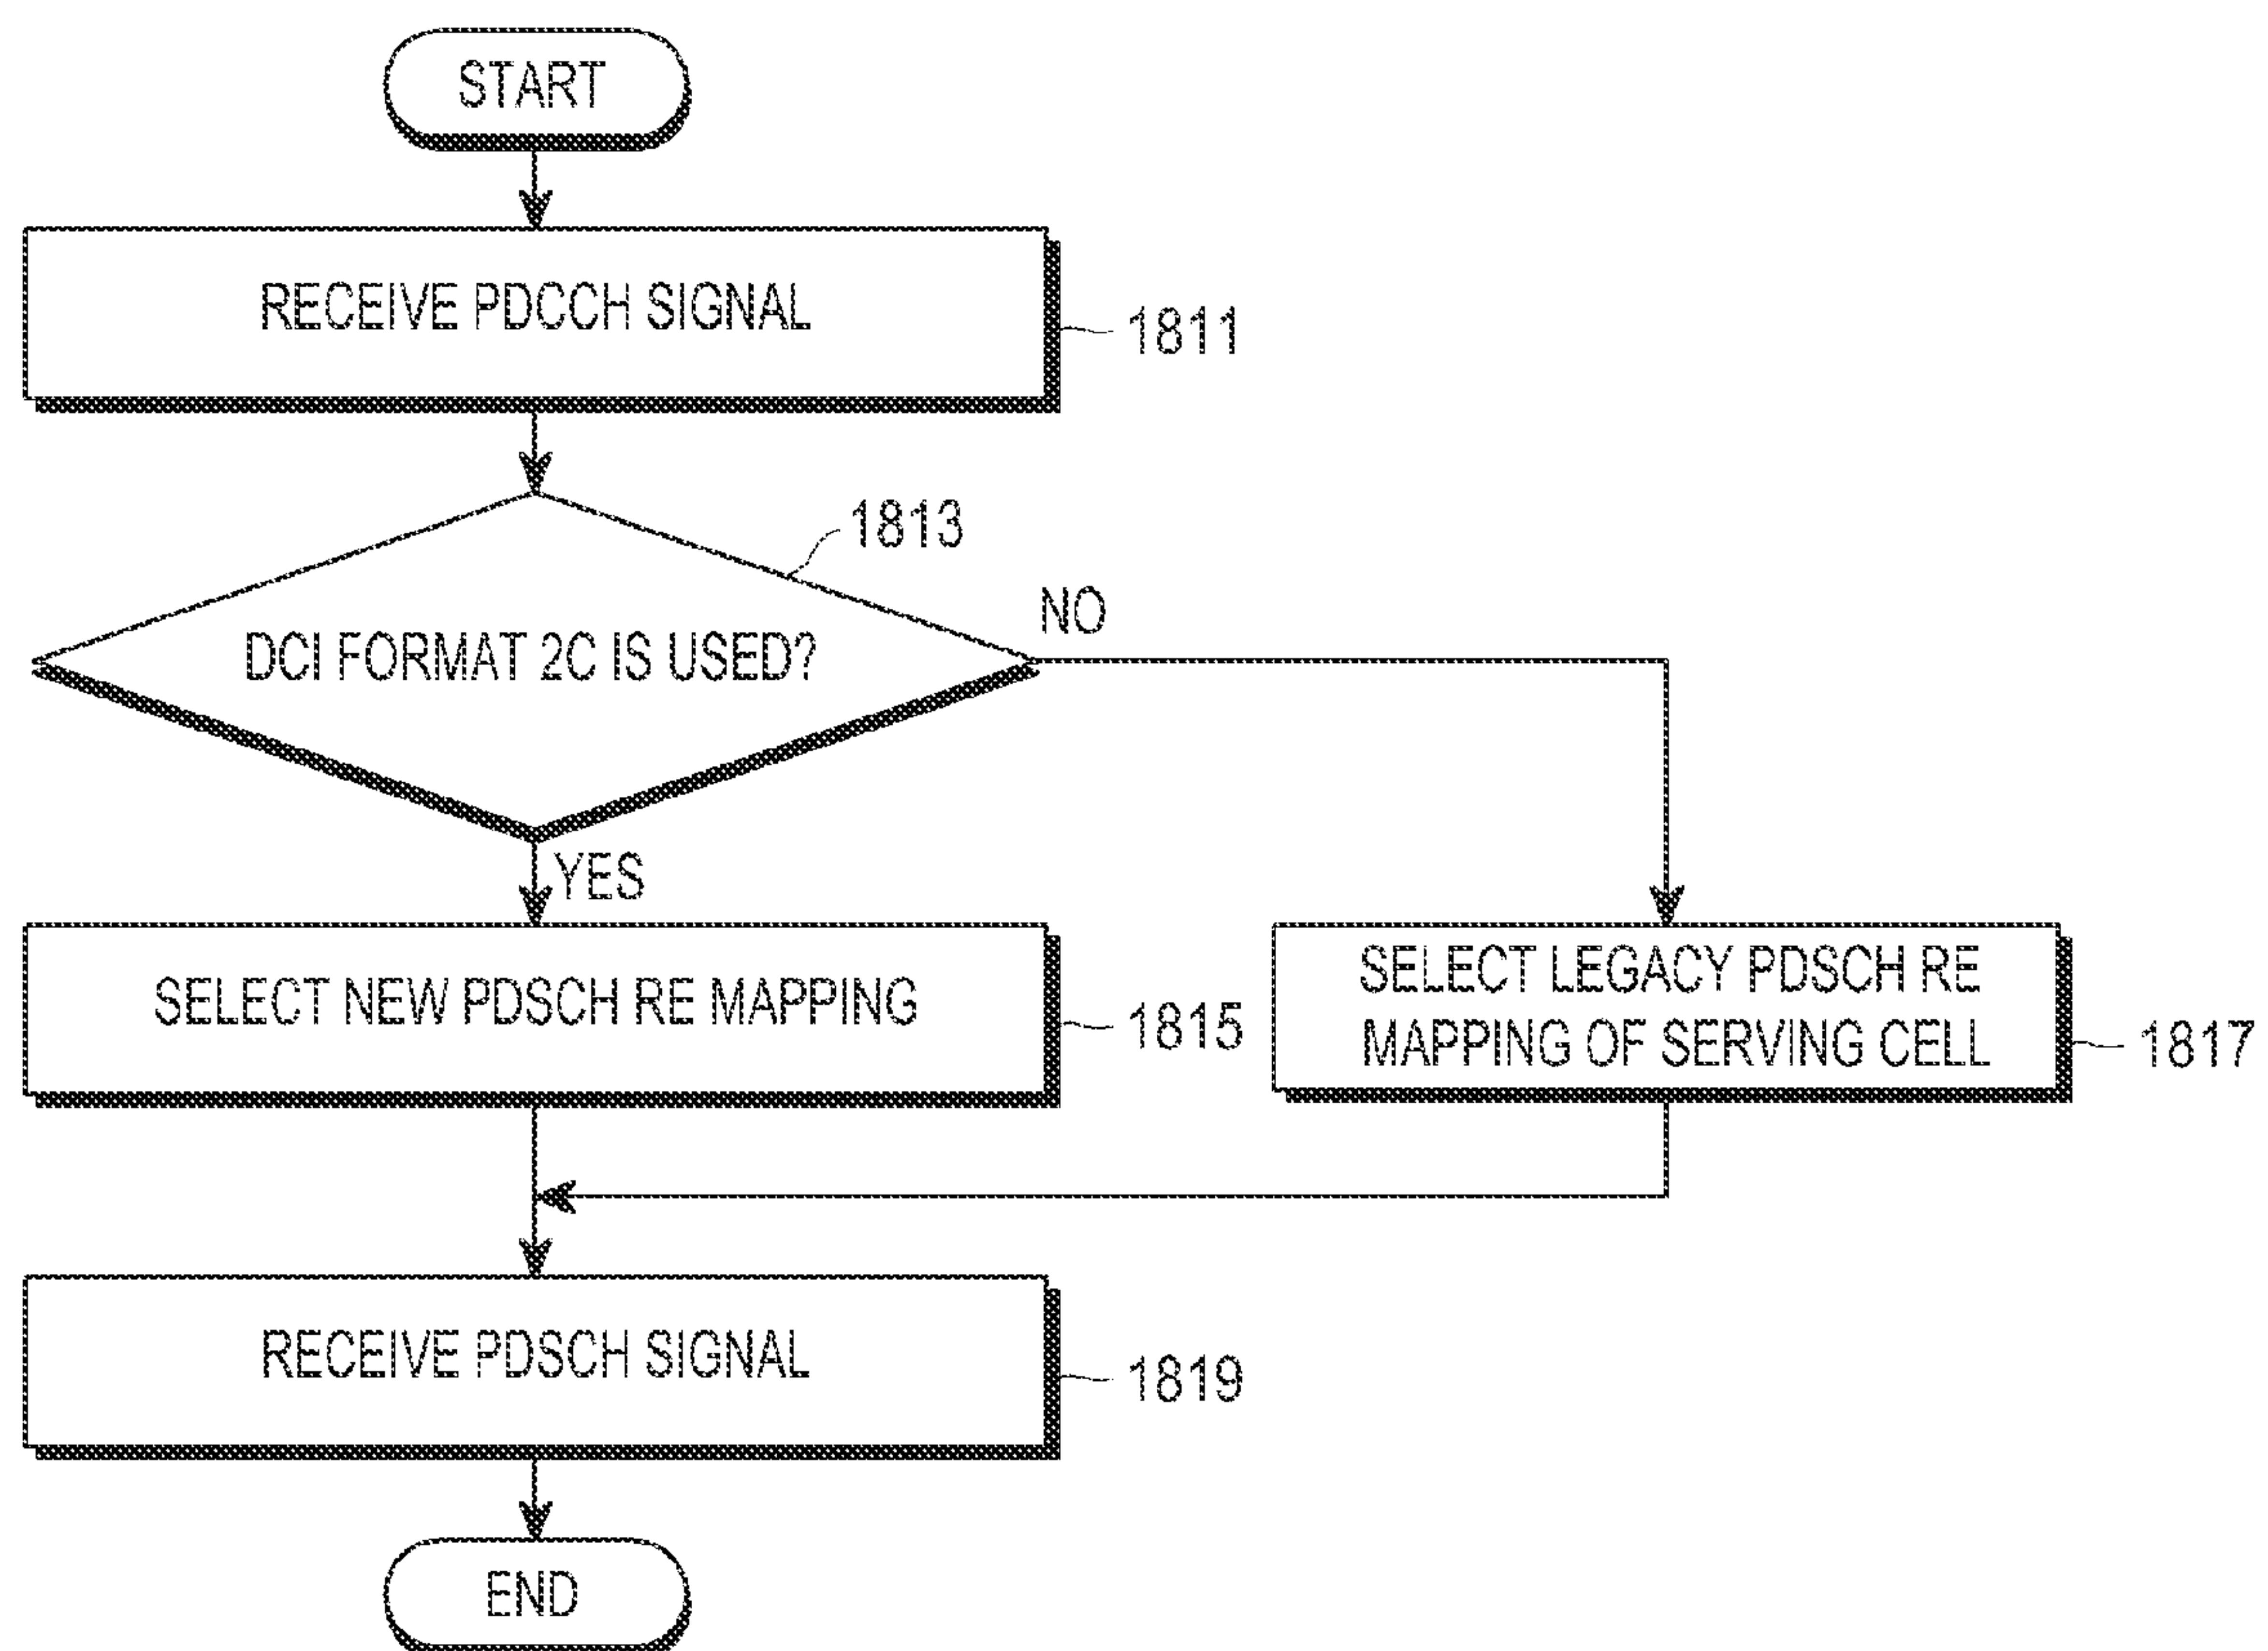 START
RECEIVE PDCCH SIGNAL
1811
1813
NO
DCI FORMAT 2C IS USED?
YES
SELECT NEW PDSCH RE MAPPING
1815
SELECT LEGACY PDSCH RE
MAPPING OF SERVING CELL
1817
RECEIVE PDSCH SIGNAL
1819
END